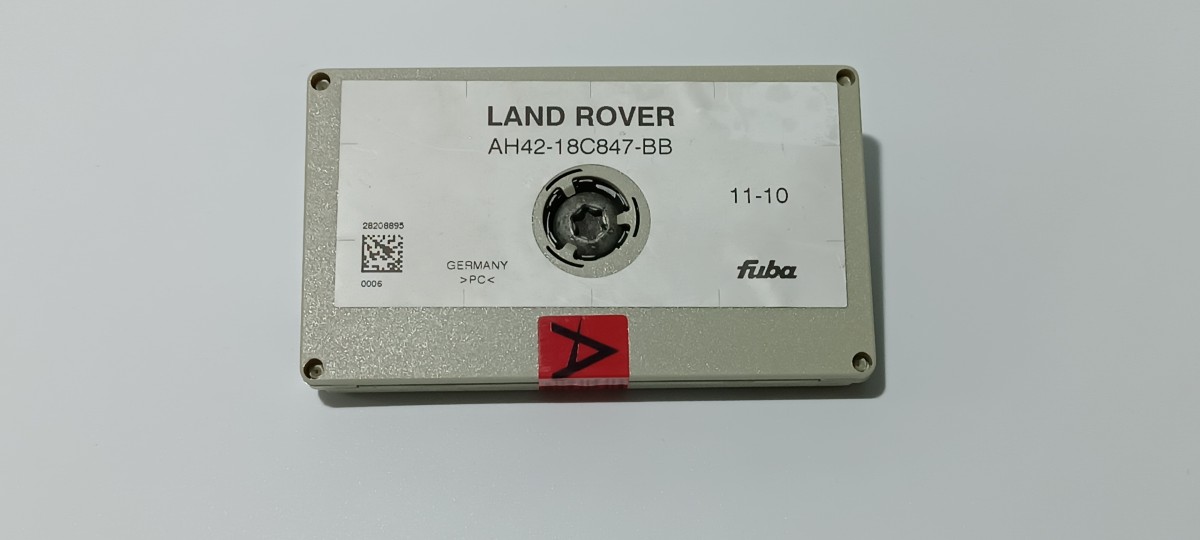 LAND ROVER
AH42-18C847-BB
11-10
28208895
0006
GERMANY
>PC<
fuba
A